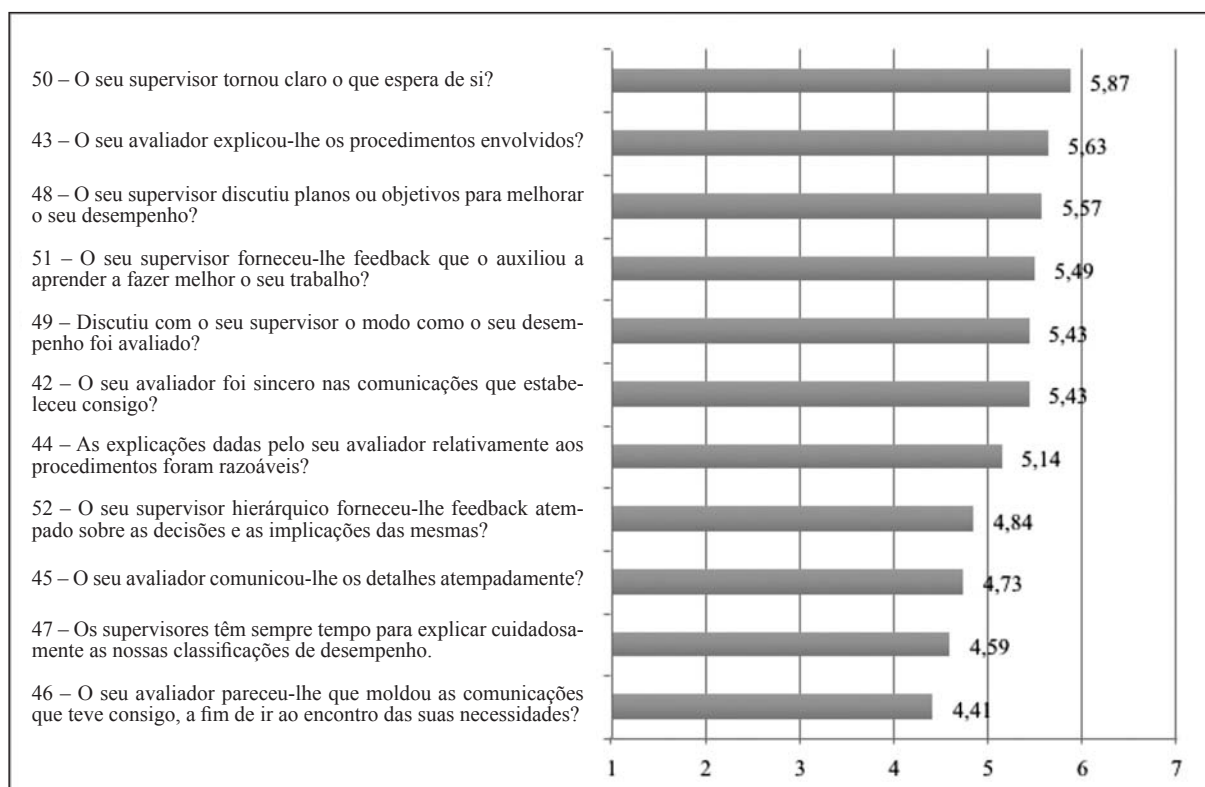 50 – O seu supervisor tornou claro o que espera de si?
5,87
43 – O seu avaliador explicou-lhe os procedimentos envolvidos?
5,63
48 – O seu supervisor discutiu planos ou objetivos para melhorar
o seu desempenho?
5,57
51 – O seu supervisor forneceu-lhe feedback que o auxiliou a
aprender a fazer melhor o seu trabalho?
5,49
49 – Discutiu com o seu supervisor o modo como o seu desem-
penho foi avaliado?
5,43
42 – O seu avaliador foi sincero nas comunicações que estabe-
leceu consigo?
5,43
44 – As explicações dadas pelo seu avaliador relativamente aos
procedimentos foram razoáveis?
5,14
52 – O seu supervisor hierárquico forneceu-lhe feedback atem-
pado sobre as decisões e as implicações das mesmas?
4,84
45 – O seu avaliador comunicou-lhe os detalhes atempadamente?
4,73
47 – Os supervisores têm sempre tempo para explicar cuidadosa-
mente as nossas classificações de desempenho.
4,59
46 – O seu avaliador pareceu-lhe que moldou as comunicações
que teve consigo, a fim de ir ao encontro das suas necessidades?
4,41
1 2 3 4 5 6 7